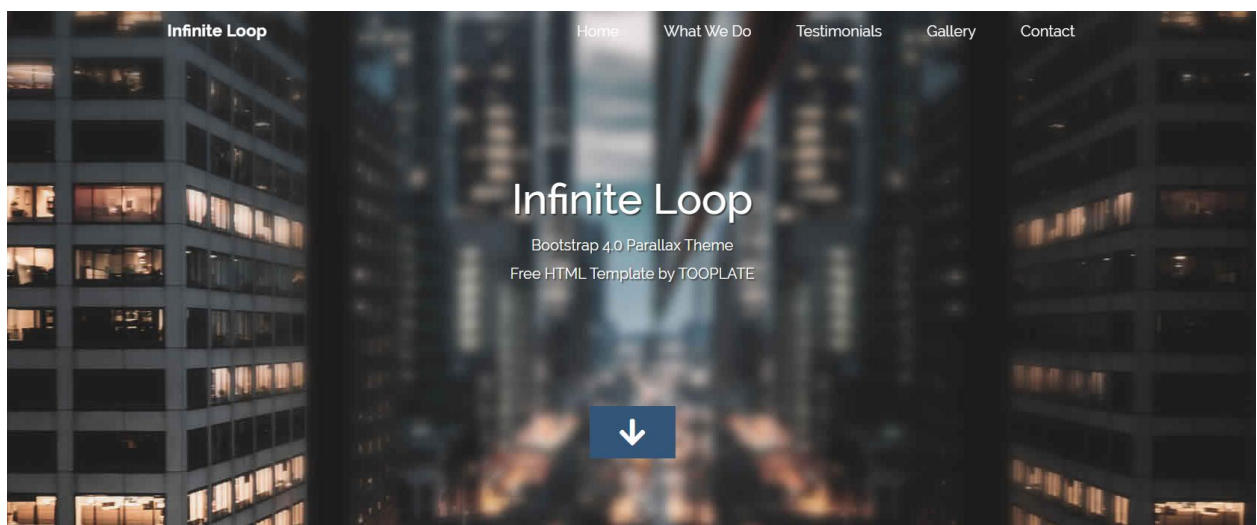 Infinite Loop
Home What We Do Testimonials Gallery Contact
Infinite Loop
Bootstrap 4.0 Parallax Theme
Free HTML Template by TOOPLATE